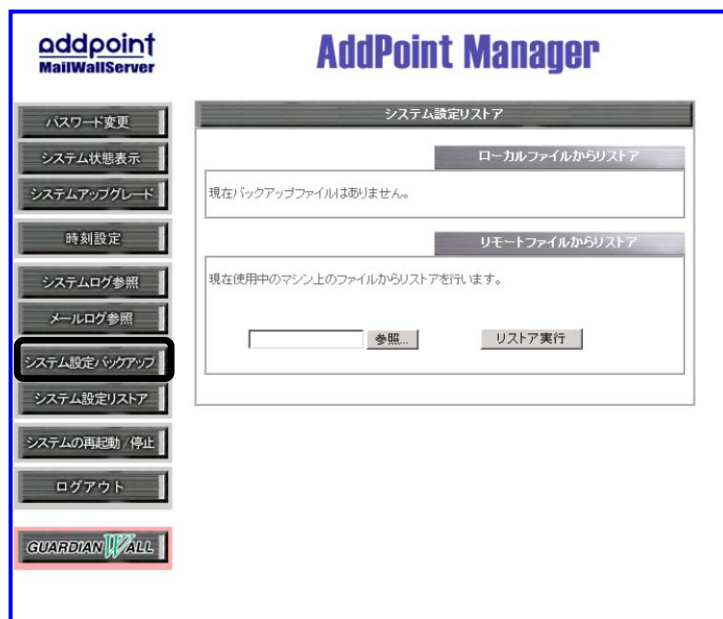 addpoint
MailWallServer
AddPoint Manager
パスワード変更
システム状態表示
システムアップグレード
時刻設定
システムログ参照
メールログ参照
システム設定バックアップ
システム設定リストア
システムの再起動/停止
ログアウト
GUARDIAN WALL
システム設定リストア
ローカルファイルからリストア
現在バックアップファイルはありません。
リモートファイルからリストア
現在使用中のマシン上のファイルからリストアを行います。
参照... リストア実行